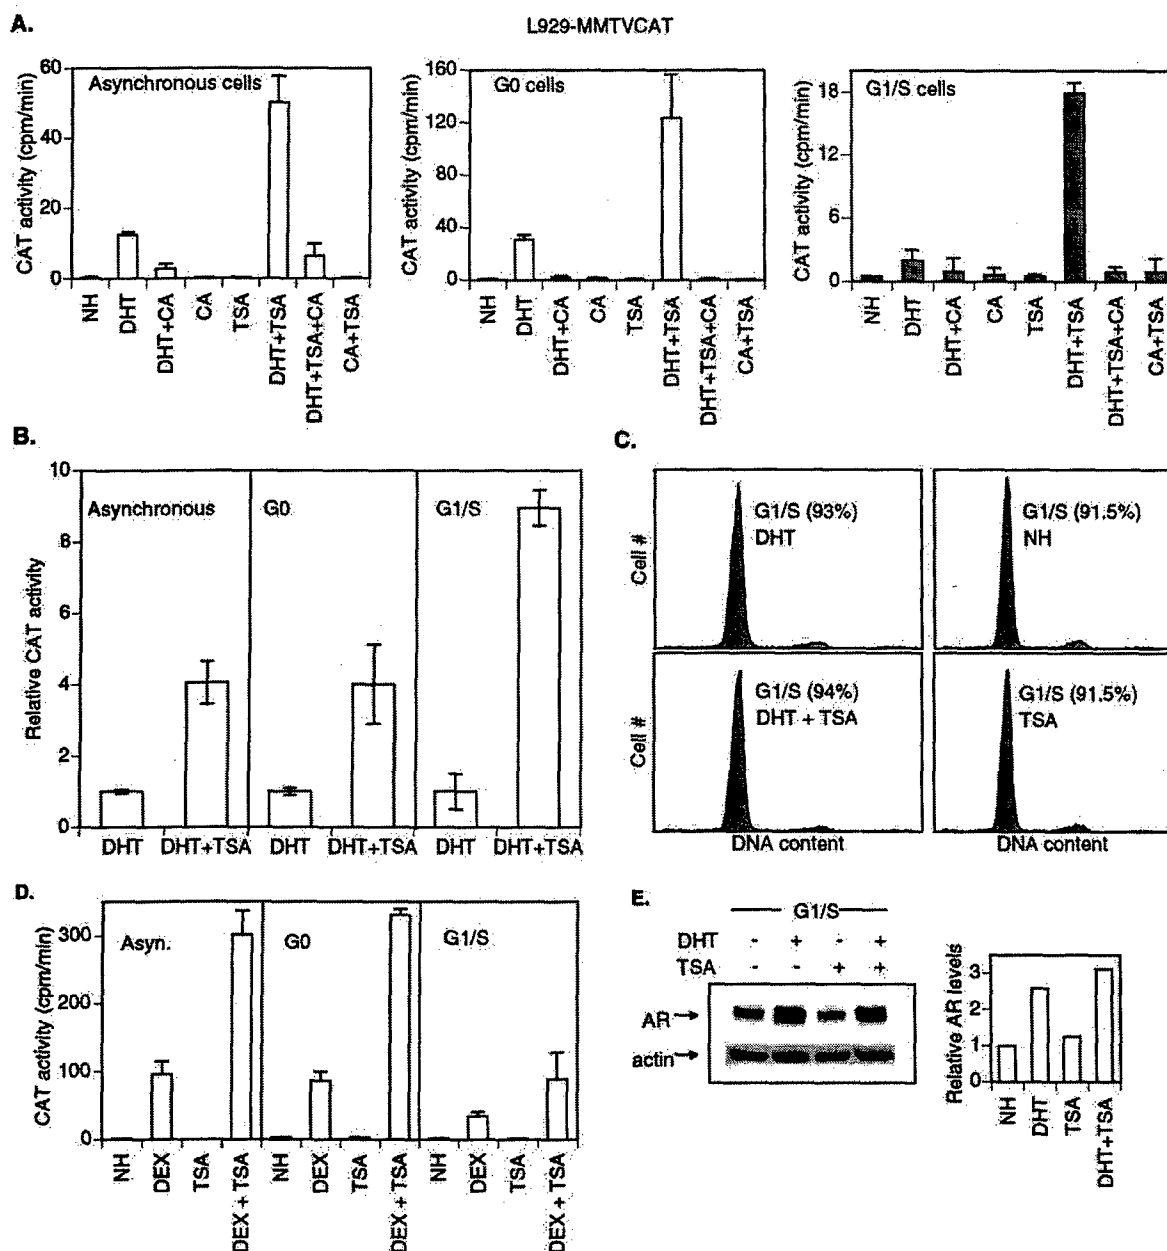 A.
L929-MMTVCAT
CAT activity (cpm/min)
60
40
20
0
Asynchronous cells
NH
DHT
DHT+CA
CA
TSA
DHT+TSA
DHT+TSA+CA
CA+TSA
CAT activity (cpm/min)
160
120
80
40
0
G0 cells
NH
DHT
DHT+CA
CA
TSA
DHT+TSA
DHT+TSA+CA
CA+TSA
CAT activity (cpm/min)
18
12
6
0
G1/S cells
NH
DHT
DHT+CA
CA
TSA
DHT+TSA
DHT+TSA+CA
CA+TSA
B.
Relative CAT activity
10
8
6
4
2
0
Asynchronous
G0
G1/S
DHT
DHT+TSA
DHT
DHT+TSA
DHT
DHT+TSA
C.
Cell #
G1/S (93%)
DHT
G1/S (91.5%)
NH
Cell #
G1/S (94%)
DHT + TSA
G1/S (91.5%)
TSA
DNA content
DNA content
D.
CAT activity (cpm/min)
300
200
100
0
Asyn.
G0
G1/S
NH
DEX
TSA
DEX + TSA
NH
DEX
TSA
DEX + TSA
NH
DEX
TSA
DEX + TSA
E.
G1/S
DHT - + - +
TSA - - + +
AR
actin
Relative AR levels
3
2
1
0
NH
DHT
TSA
DHT+TSA